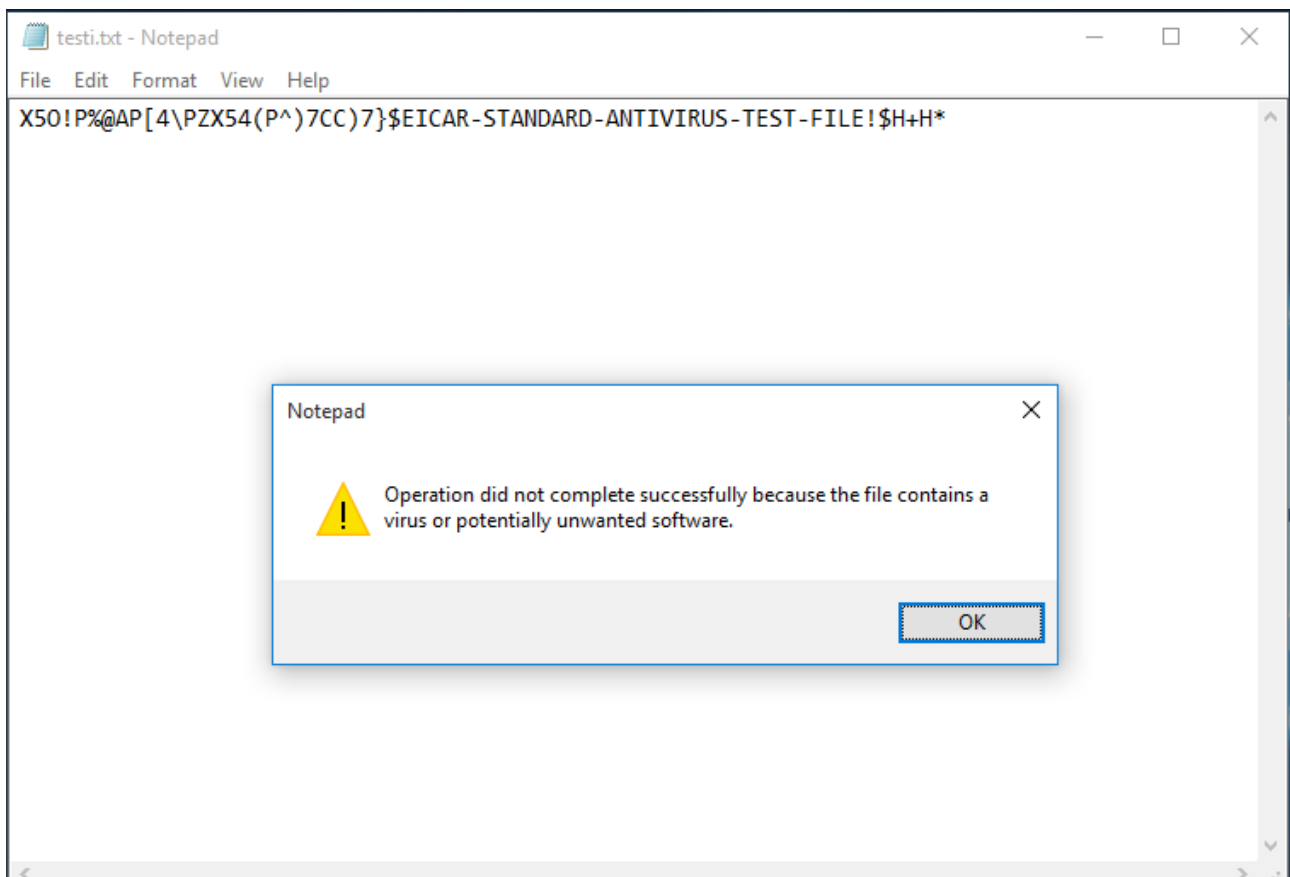 testi.txt - Notepad
File Edit Format View Help
X5O!P%@AP[4\PZX54(P^)7CC)7}$EICAR-STANDARD-ANTIVIRUS-TEST-FILE!$H+H*
Notepad
Operation did not complete successfully because the file contains a
virus or potentially unwanted software.
OK